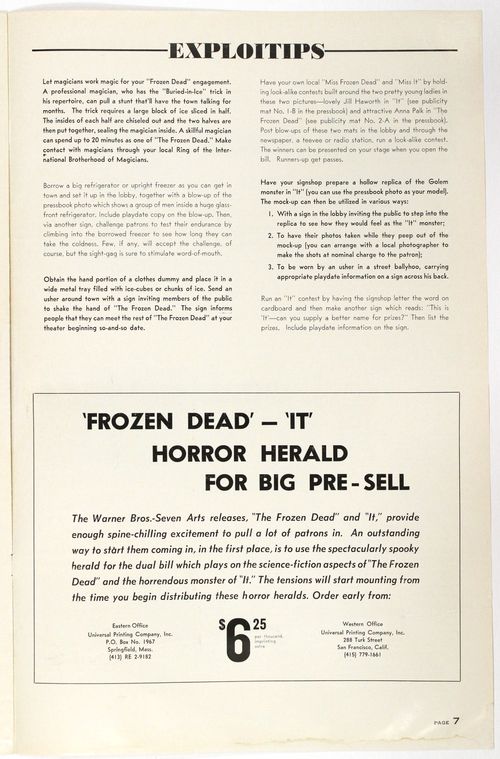 EXPLOITIPS
Let magicians work magic for your "Frozen Dead" engagement.
A professional magician, who has the "Buried-in-Ice" trick in
his repertoire, can pull a stunt that'll have the town talking for
months. The trick requires a large block of ice sliced in half.
The insides of each half are chiseled out and the two halves are
then put together, sealing the magician inside. A skillful magician
can spend up to 20 minutes as one of "The Frozen Dead." Make
contact with magicians through your local Ring of the Inter-
national Brotherhood of Magicians.
Borrow a big refrigerator or upright freezer as you can get in
town and set it up in the lobby, together with a blow-up of the
pressbook photo which shows a group of men inside a huge glass-
front refrigerator. Include playdate copy on the blow-up. Then,
via another sign, challenge patrons to test their endurance by
climbing into the borrowed freezer to see how long they can
take the coldness. Few, if any, will accept the challenge, of
course, but the sight-gag is sure to stimulate word-of-mouth.
Obtain the hand portion of a clothes dummy and place it in a
wide metal tray filled with ice-cubes or chunks of ice. Send an
usher around town with a sign inviting members of the public
to shake the hand of "The Frozen Dead." The sign informs
people that they can meet the rest of "The Frozen Dead" at your
theater beginning so-and-so date.
Have your own local "Miss Frozen Dead" and "Miss It" by hold-
ing look-alike contests built around the two pretty young ladies in
these two pictures—lovely Jill Haworth in "It" (see publicity
mat No. 1-B in the pressbook) and attractive Anna Palk in "The
Frozen Dead" (see publicity mat No. 2-A in the pressbook).
Post blow-ups of these two mats in the lobby and through the
newspaper, a teevee or radio station, run a look-alike contest.
The winners can be presented on your stage when you open the
bill. Runners-up get passes.
Have your signshop prepare a hollow replica of the Golem
monster in "It" (you can use the pressbook photo as your model).
The mock-up can then be utilized in various ways:
1. With a sign in the lobby inviting the public to step into the
replica to see how they would feel as the "It" monster;
2. To have their photos taken while they peep out of the
mock-up (you can arrange with a local photographer to
make the shots at nominal charge to the patron);
3. To be worn by an usher in a street ballyhoo, carrying
appropriate playdate information on a sign across his back.
Run an "It" contest by having the signshop letter the word on
cardboard and then make another sign which reads: "This is
'It'—can you supply a better name for prizes?" Then list the
prizes. Include playdate information on the sign.
'FROZEN DEAD' — 'IT'
HORROR HERALD
FOR BIG PRE-SELL
The Warner Bros.-Seven Arts releases, "The Frozen Dead" and "It," provide
enough spine-chilling excitement to pull a lot of patrons in. An outstanding
way to start them coming in, in the first place, is to use the spectacularly spooky
herald for the dual bill which plays on the science-fiction aspects of "The Frozen
Dead" and the horrendous monster of "It." The tensions will start mounting from
the time you begin distributing these horror heralds. Order early from:
Eastern Office
Universal Printing Company, Inc.
P.O. Box No. 1967
Springfield, Mass.
(413) RE 2-9182
$6.25
per thousand,
imprinting
extra
Western Office
Universal Printing Company, Inc.
288 Turk Street
San Francisco, Calif.
(415) 779-1661
PAGE 7